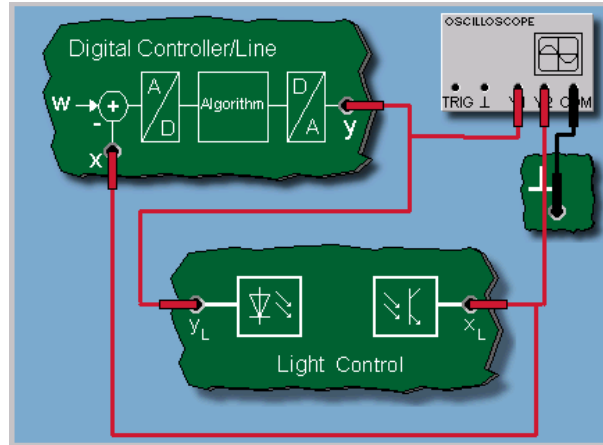 OSCILLOSCOPE
Digital Controller/Line
W
+
-
A
D
Algorithm
D
A
y
x
TRIG ⊥ Y1 Y2 COM
⊥
yL
xL
Light Control